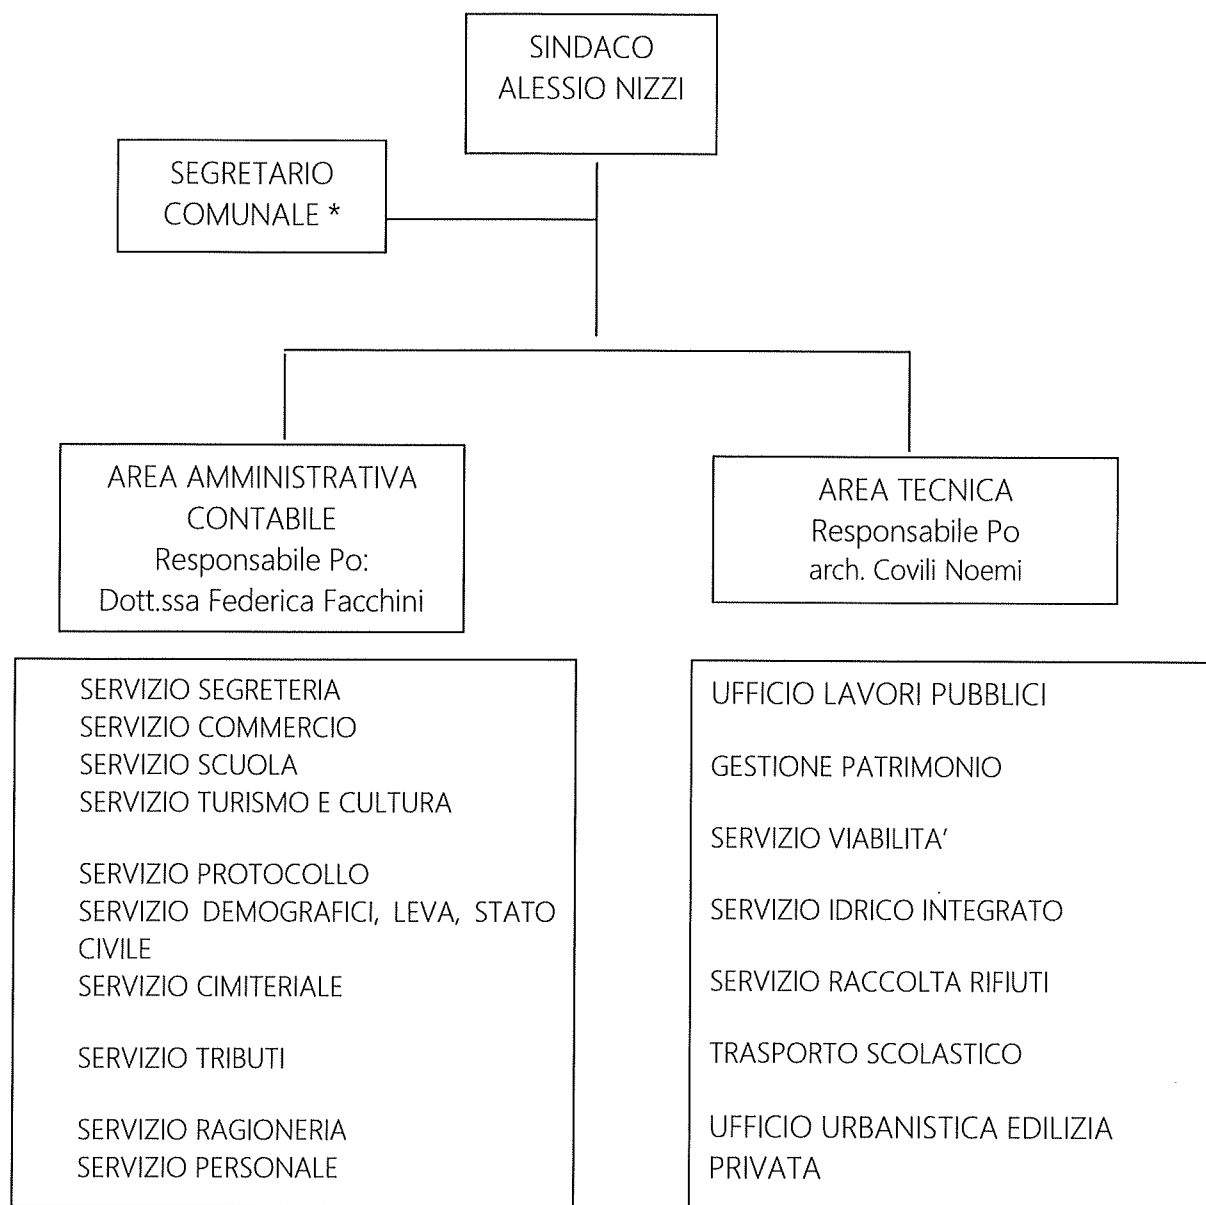 SINDACO
ALESSIO NIZZI
SEGRETARIO
COMUNALE *
AREA AMMINISTRATIVA
CONTABILE
Responsabile Po:
Dott.ssa Federica Facchini
AREA TECNICA
Responsabile Po
arch. Covili Noemi
SERVIZIO SEGRETERIA
SERVIZIO COMMERCIO
SERVIZIO SCUOLA
SERVIZIO TURISMO E CULTURA
SERVIZIO PROTOCOLLO
SERVIZIO DEMOGRAFICI, LEVA, STATO
CIVILE
SERVIZIO CIMITERIALE
SERVIZIO TRIBUTI
SERVIZIO RAGIONERIA
SERVIZIO PERSONALE
UFFICIO LAVORI PUBBLICI
GESTIONE PATRIMONIO
SERVIZIO VIABILITA'
SERVIZIO IDRICO INTEGRATO
SERVIZIO RACCOLTA RIFIUTI
TRASPORTO SCOLASTICO
UFFICIO URBANISTICA EDILIZIA
PRIVATA